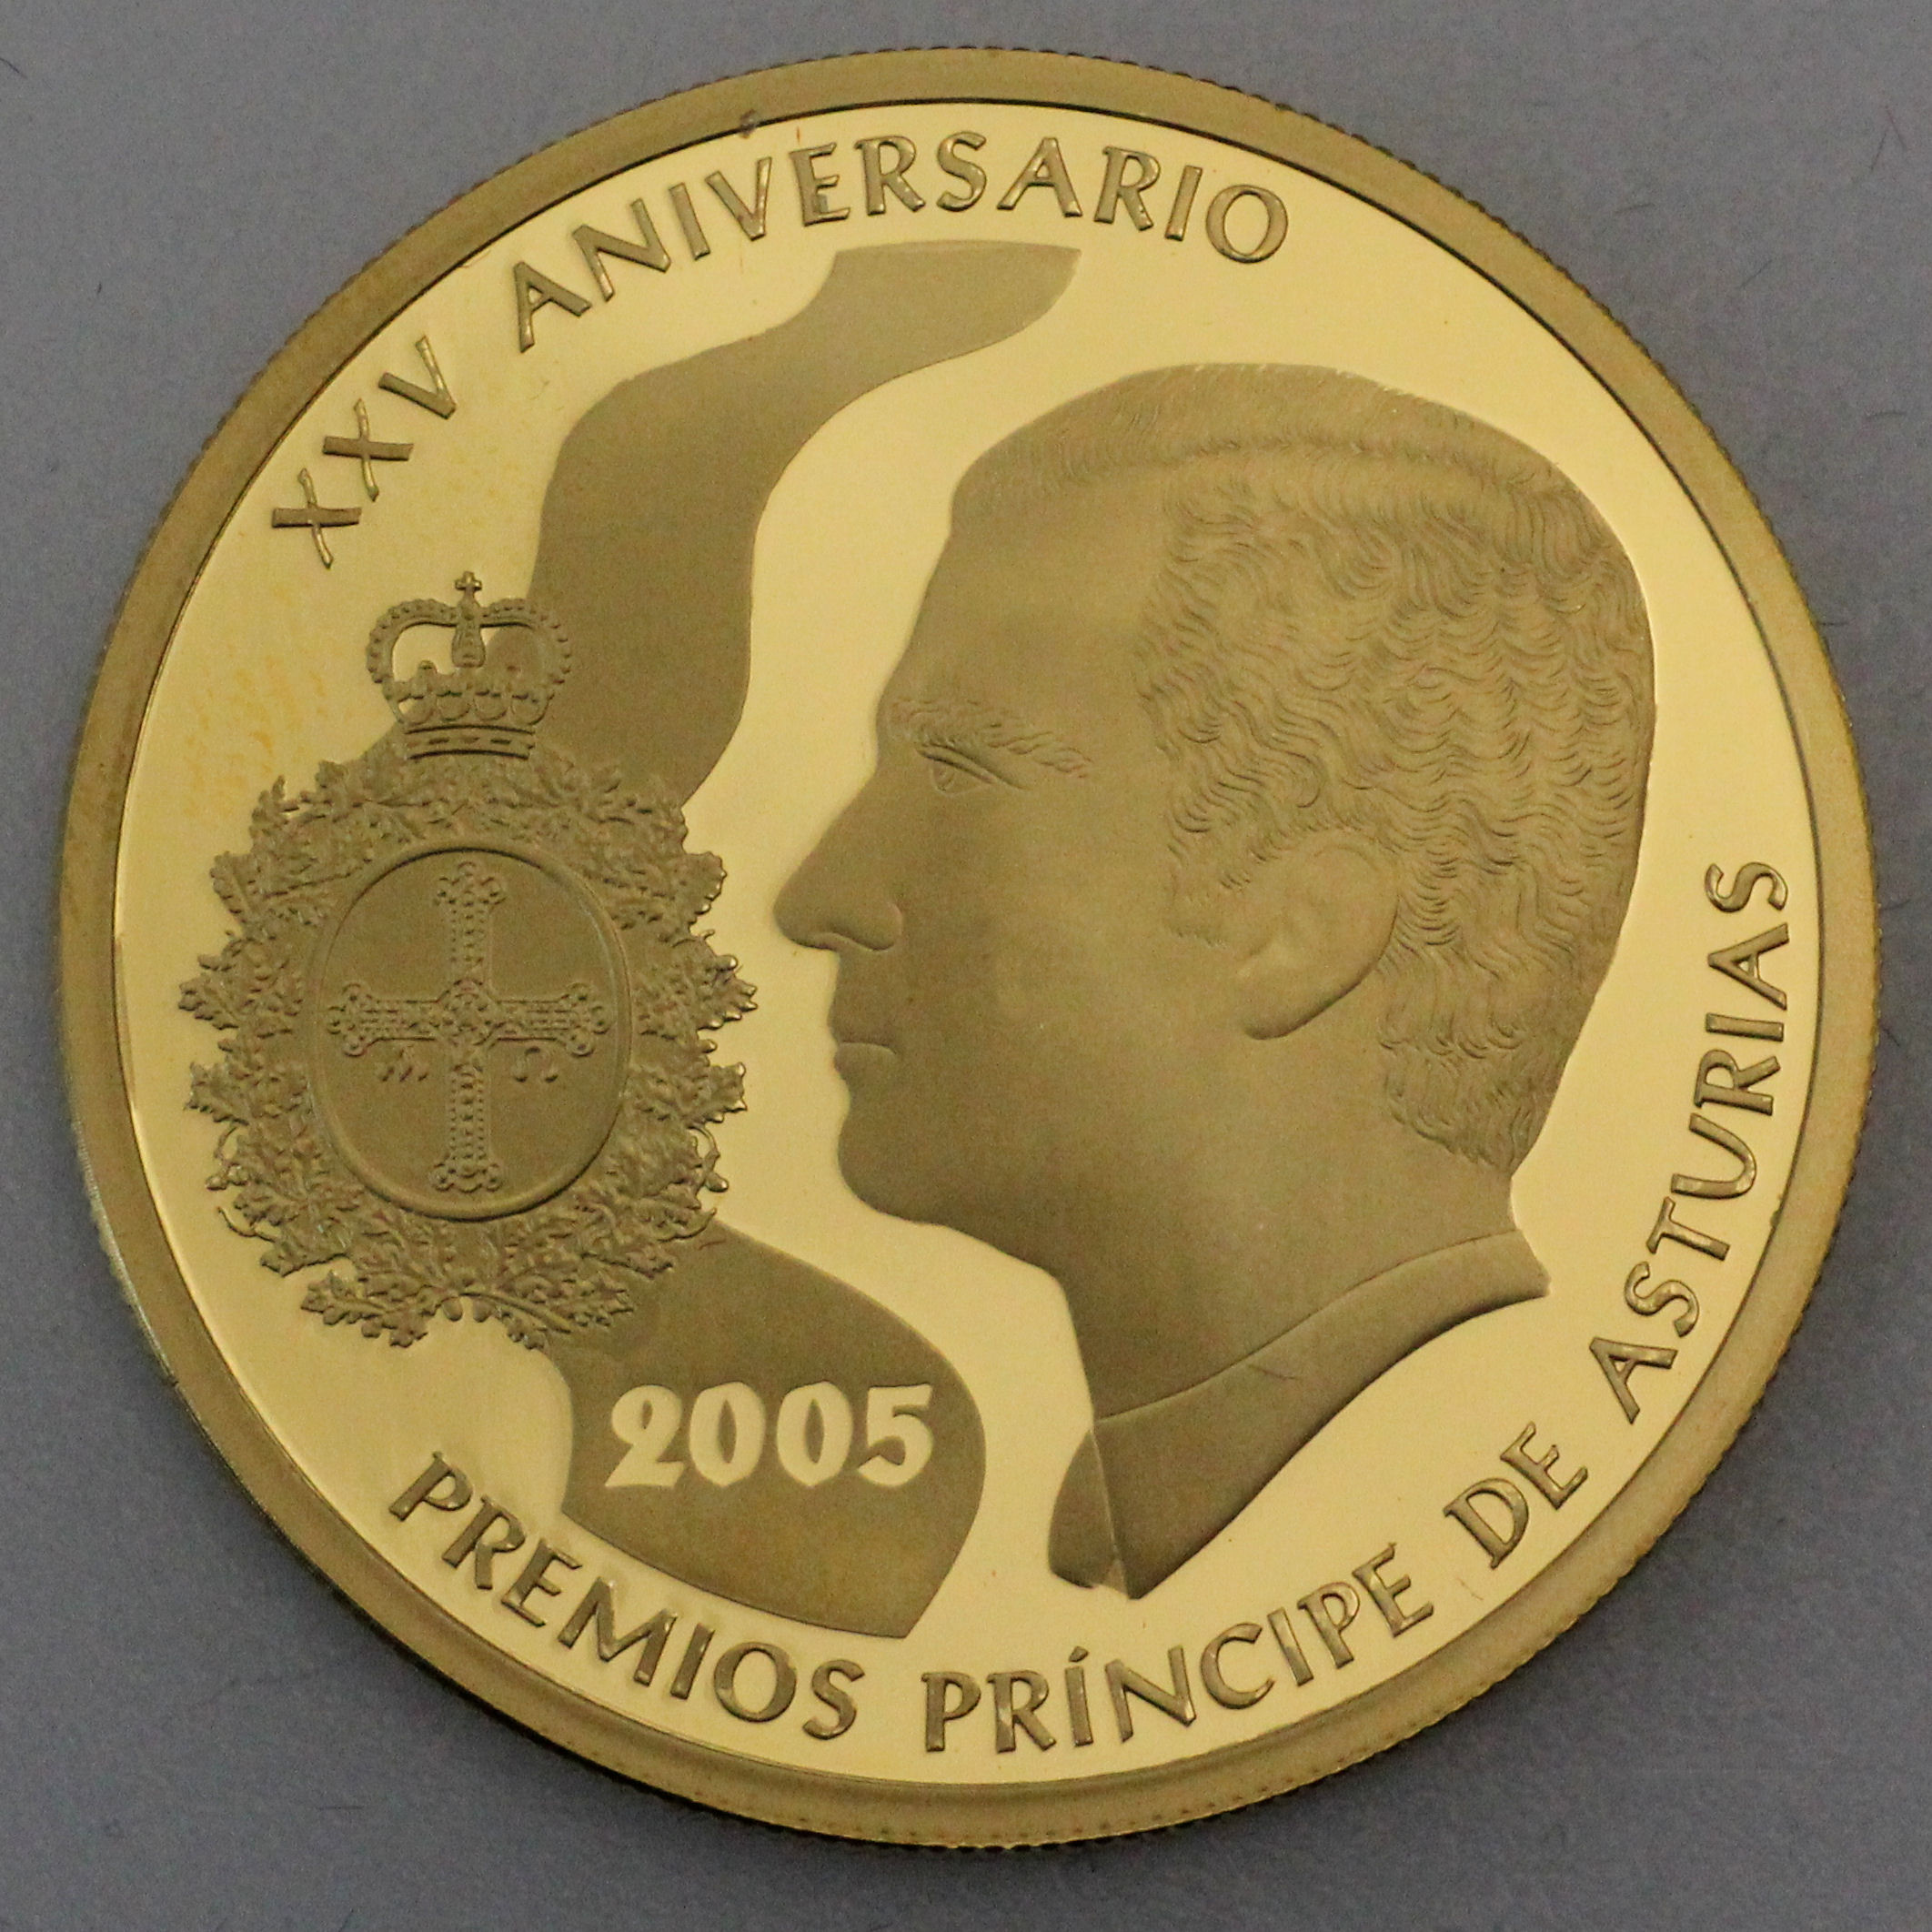 XXV ANIVERSARIO
2005
PREMIOS PRÍNCIPE DE ASTURIAS